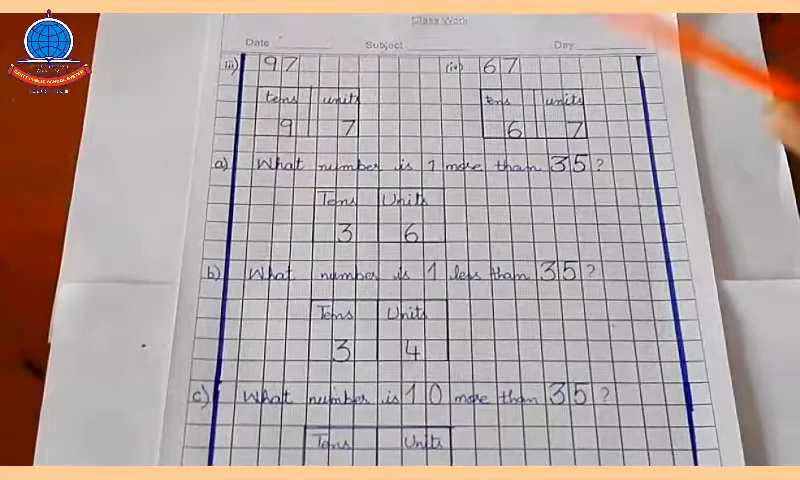 Class Work
Date Subject Day
iii) 97 (iv) 67
tens units tens units
9 7 6 7
a) What number is 1 more than 35?
Tens Units
3 6
b) What number is 1 less than 35?
Tens Units
3 4
c) What number is 10 more than 35?
Tens Units